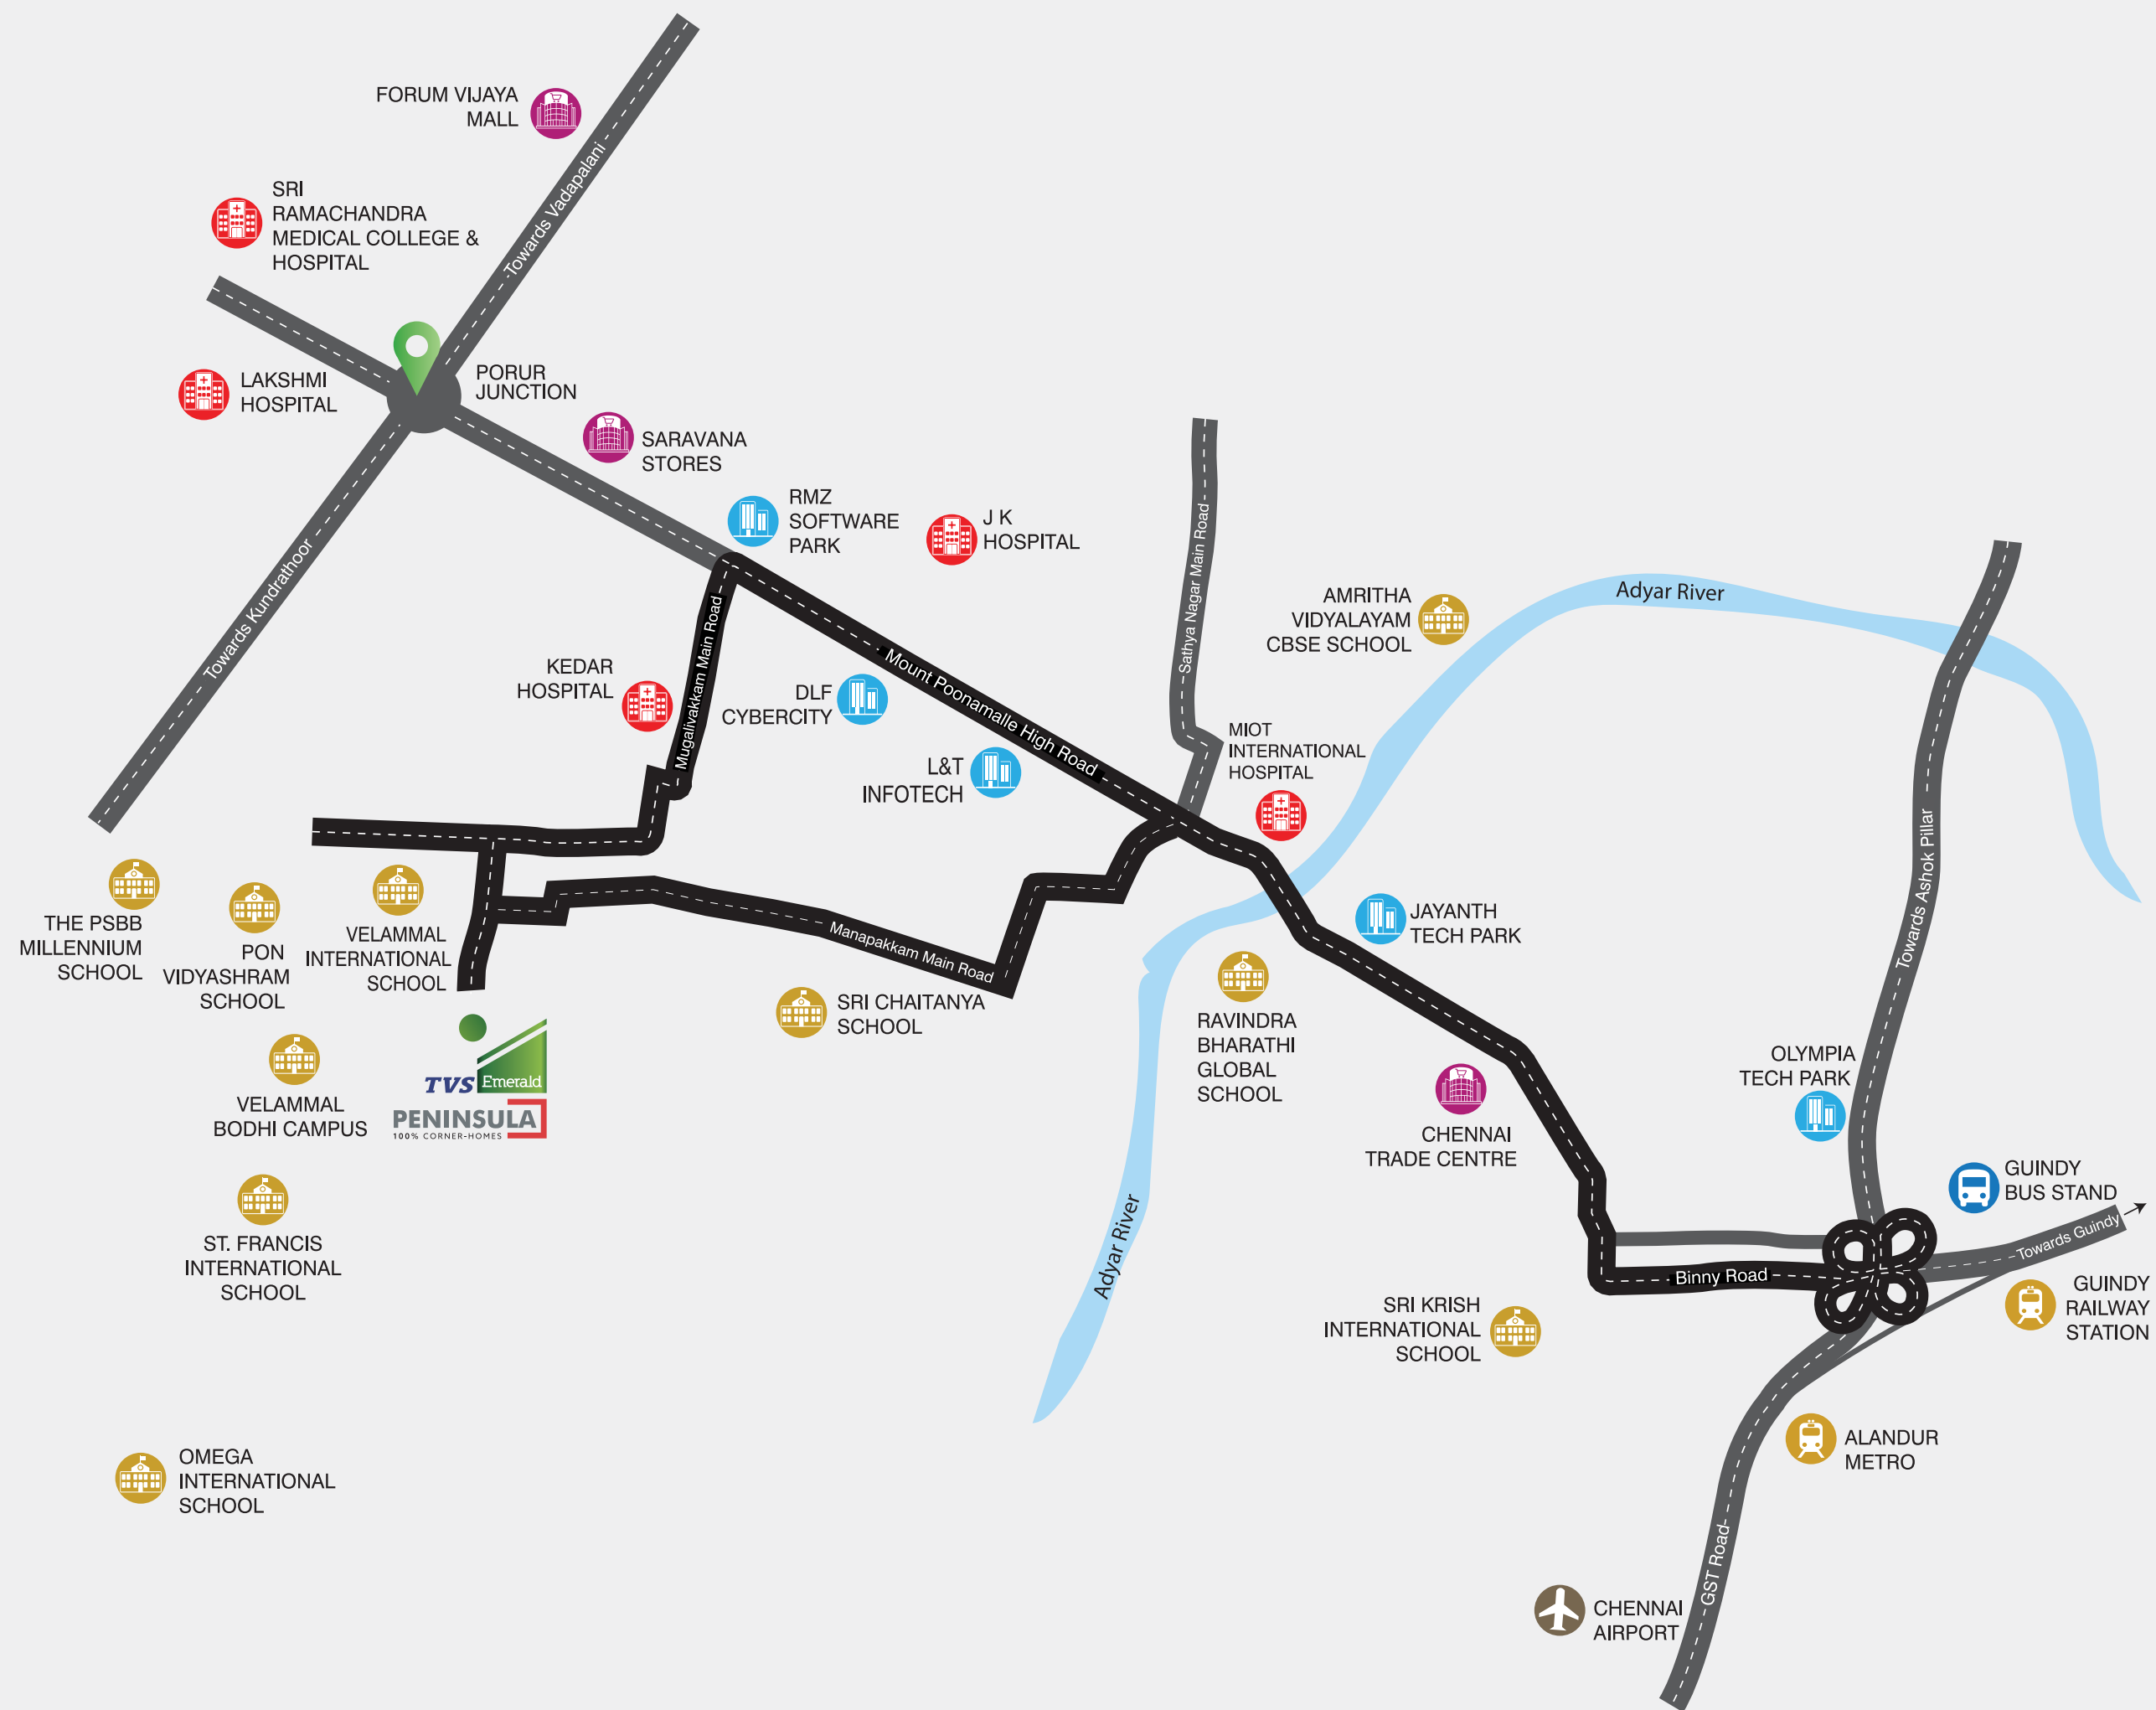 FORUM VIJAYA
MALL
Towards Vadapalani
SRI
RAMACHANDRA
MEDICAL COLLEGE &
HOSPITAL
LAKSHMI
HOSPITAL
PORUR
JUNCTION
SARAVANA
STORES
RMZ
SOFTWARE
PARK
J K
HOSPITAL
Sathya Nagar Main Road
Towards Kundrathoor
Mugalivakkam Main Road
KEDAR
HOSPITAL
DLF
CYBERCITY
Mount Poonamalle High Road
L&T
INFOTECH
AMRITHA
VIDYALAYAM
CBSE SCHOOL
Adyar River
MIOT
INTERNATIONAL
HOSPITAL
Towards Ashok Pillar
THE PSBB
MILLENNIUM
SCHOOL
PON
VIDYASHRAM
SCHOOL
VELAMMAL
INTERNATIONAL
SCHOOL
Manapakkam Main Road
SRI CHAITANYA
SCHOOL
JAYANTH
TECH PARK
RAVINDRA
BHARATHI
GLOBAL
SCHOOL
VELAMMAL
BODHI CAMPUS
TVS Emerald
PENINSULA
100% CORNER-HOMES
CHENNAI
TRADE CENTRE
OLYMPIA
TECH PARK
GUINDY
BUS STAND
Towards Guindy
ST. FRANCIS
INTERNATIONAL
SCHOOL
Adyar River
Binny Road
SRI KRISH
INTERNATIONAL
SCHOOL
GUINDY
RAILWAY
STATION
ALANDUR
METRO
OMEGA
INTERNATIONAL
SCHOOL
GST Road
CHENNAI
AIRPORT